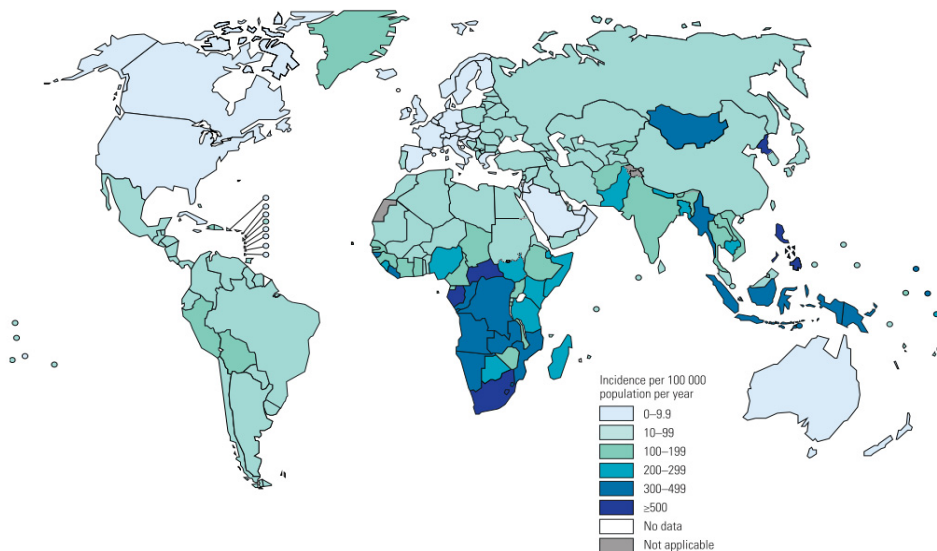 Incidence per 100 000
population per year
0–9.9
10–99
100–199
200–299
300–499
≥500
No data
Not applicable